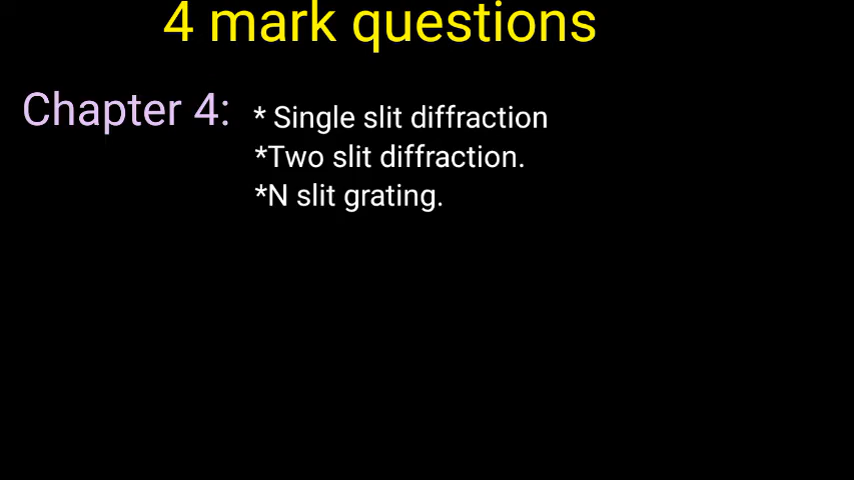 4 mark questions
Chapter 4: * Single slit diffraction
*Two slit diffraction.
*N slit grating.